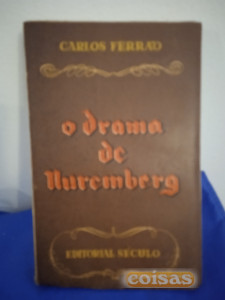 CARLOS FERRÃO
o drama
de
Nuremberg
EDITORIAL SÉCULO
coisas